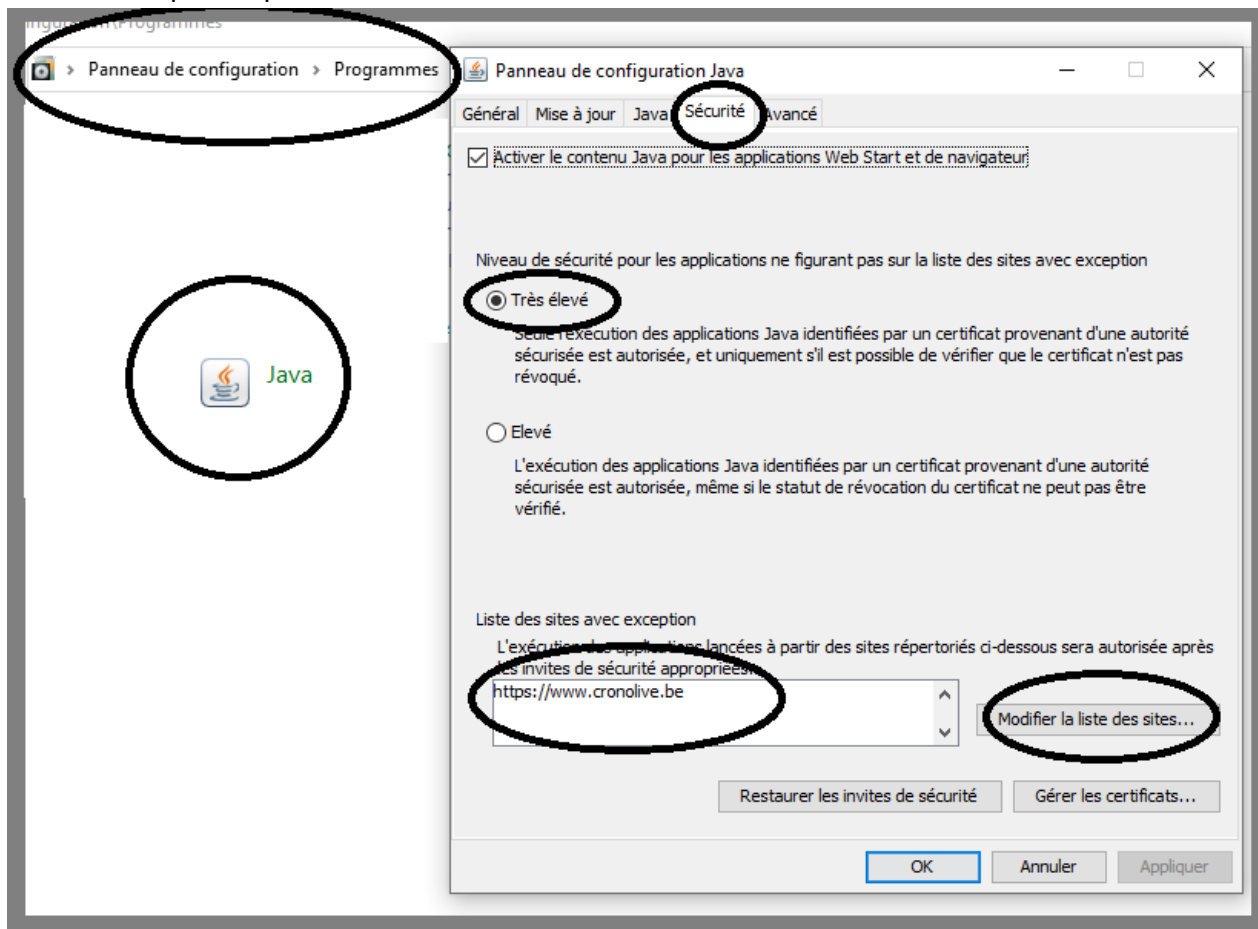 Panneau de configuration > Programmes
Java
Panneau de configuration Java
Général Mise à jour Java Sécurité Avancé
Activer le contenu Java pour les applications Web Start et de navigateur
Niveau de sécurité pour les applications ne figurant pas sur la liste des sites avec exception
Très élevé
Seule l'exécution des applications Java identifiées par un certificat provenant d'une autorité
sécurisée est autorisée, et uniquement s'il est possible de vérifier que le certificat n'est pas
révoqué.
Elevé
L'exécution des applications Java identifiées par un certificat provenant d'une autorité
sécurisée est autorisée, même si le statut de révocation du certificat ne peut pas être
vérifié.
Liste des sites avec exception
L'exécution des applications lancées à partir des sites répertoriés ci-dessous sera autorisée après
les invites de sécurité appropriées.
https://www.cronolive.be
Modifier la liste des sites...
Restaurer les invites de sécurité Gérer les certificats...
OK Annuler Appliquer